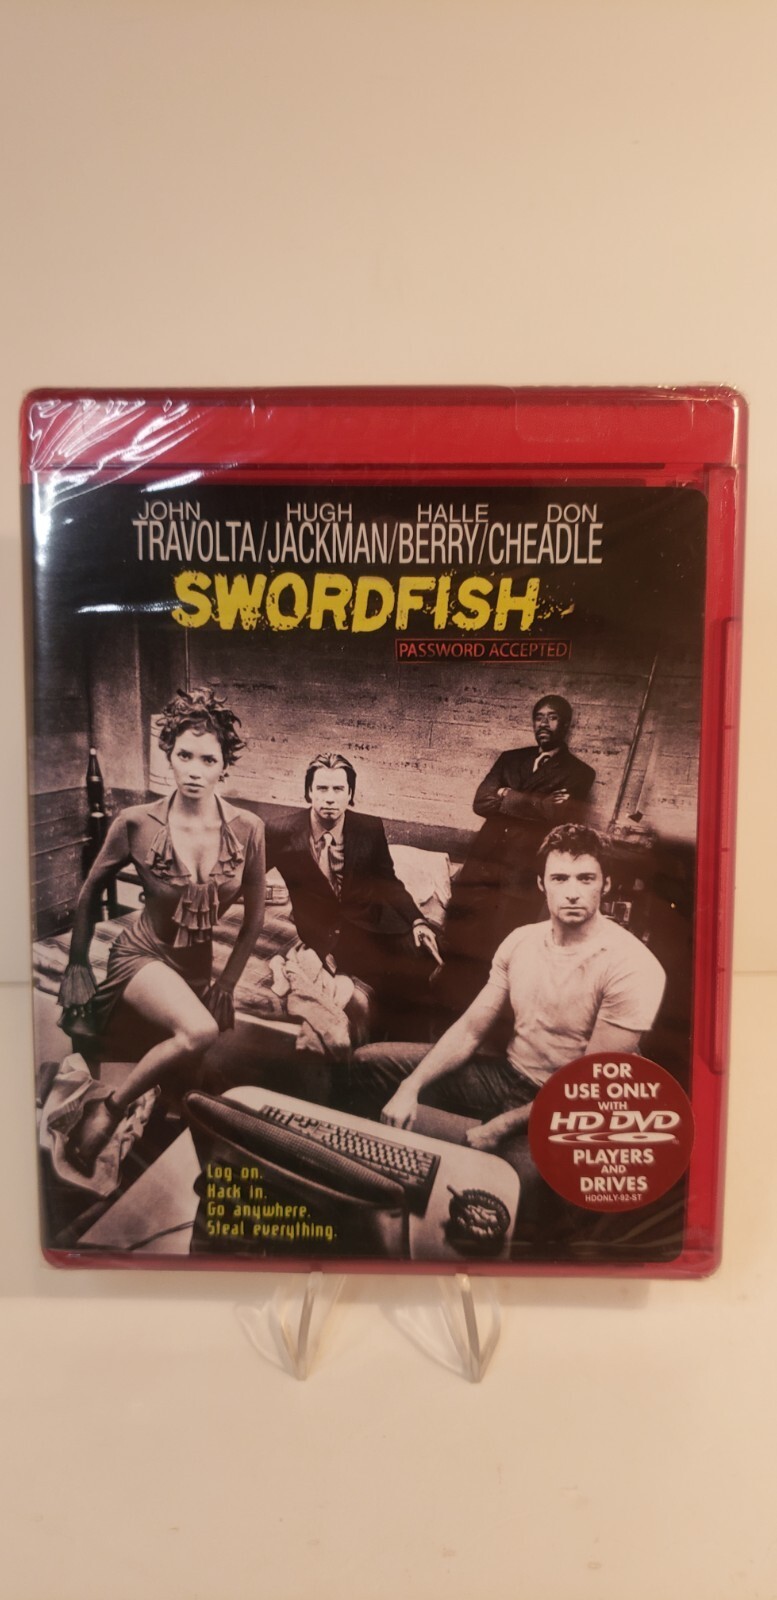 JOHN HUGH HALLE DON
TRAVOLTA/JACKMAN/BERRY/CHEADLE
SWORDFISH
PASSWORD ACCEPTED
Log on.
Hack in.
Go anywhere.
Steal everything.
FOR
USE ONLY
WITH
HD DVD
PLAYERS
AND
DRIVES
HDONLY-92-ST